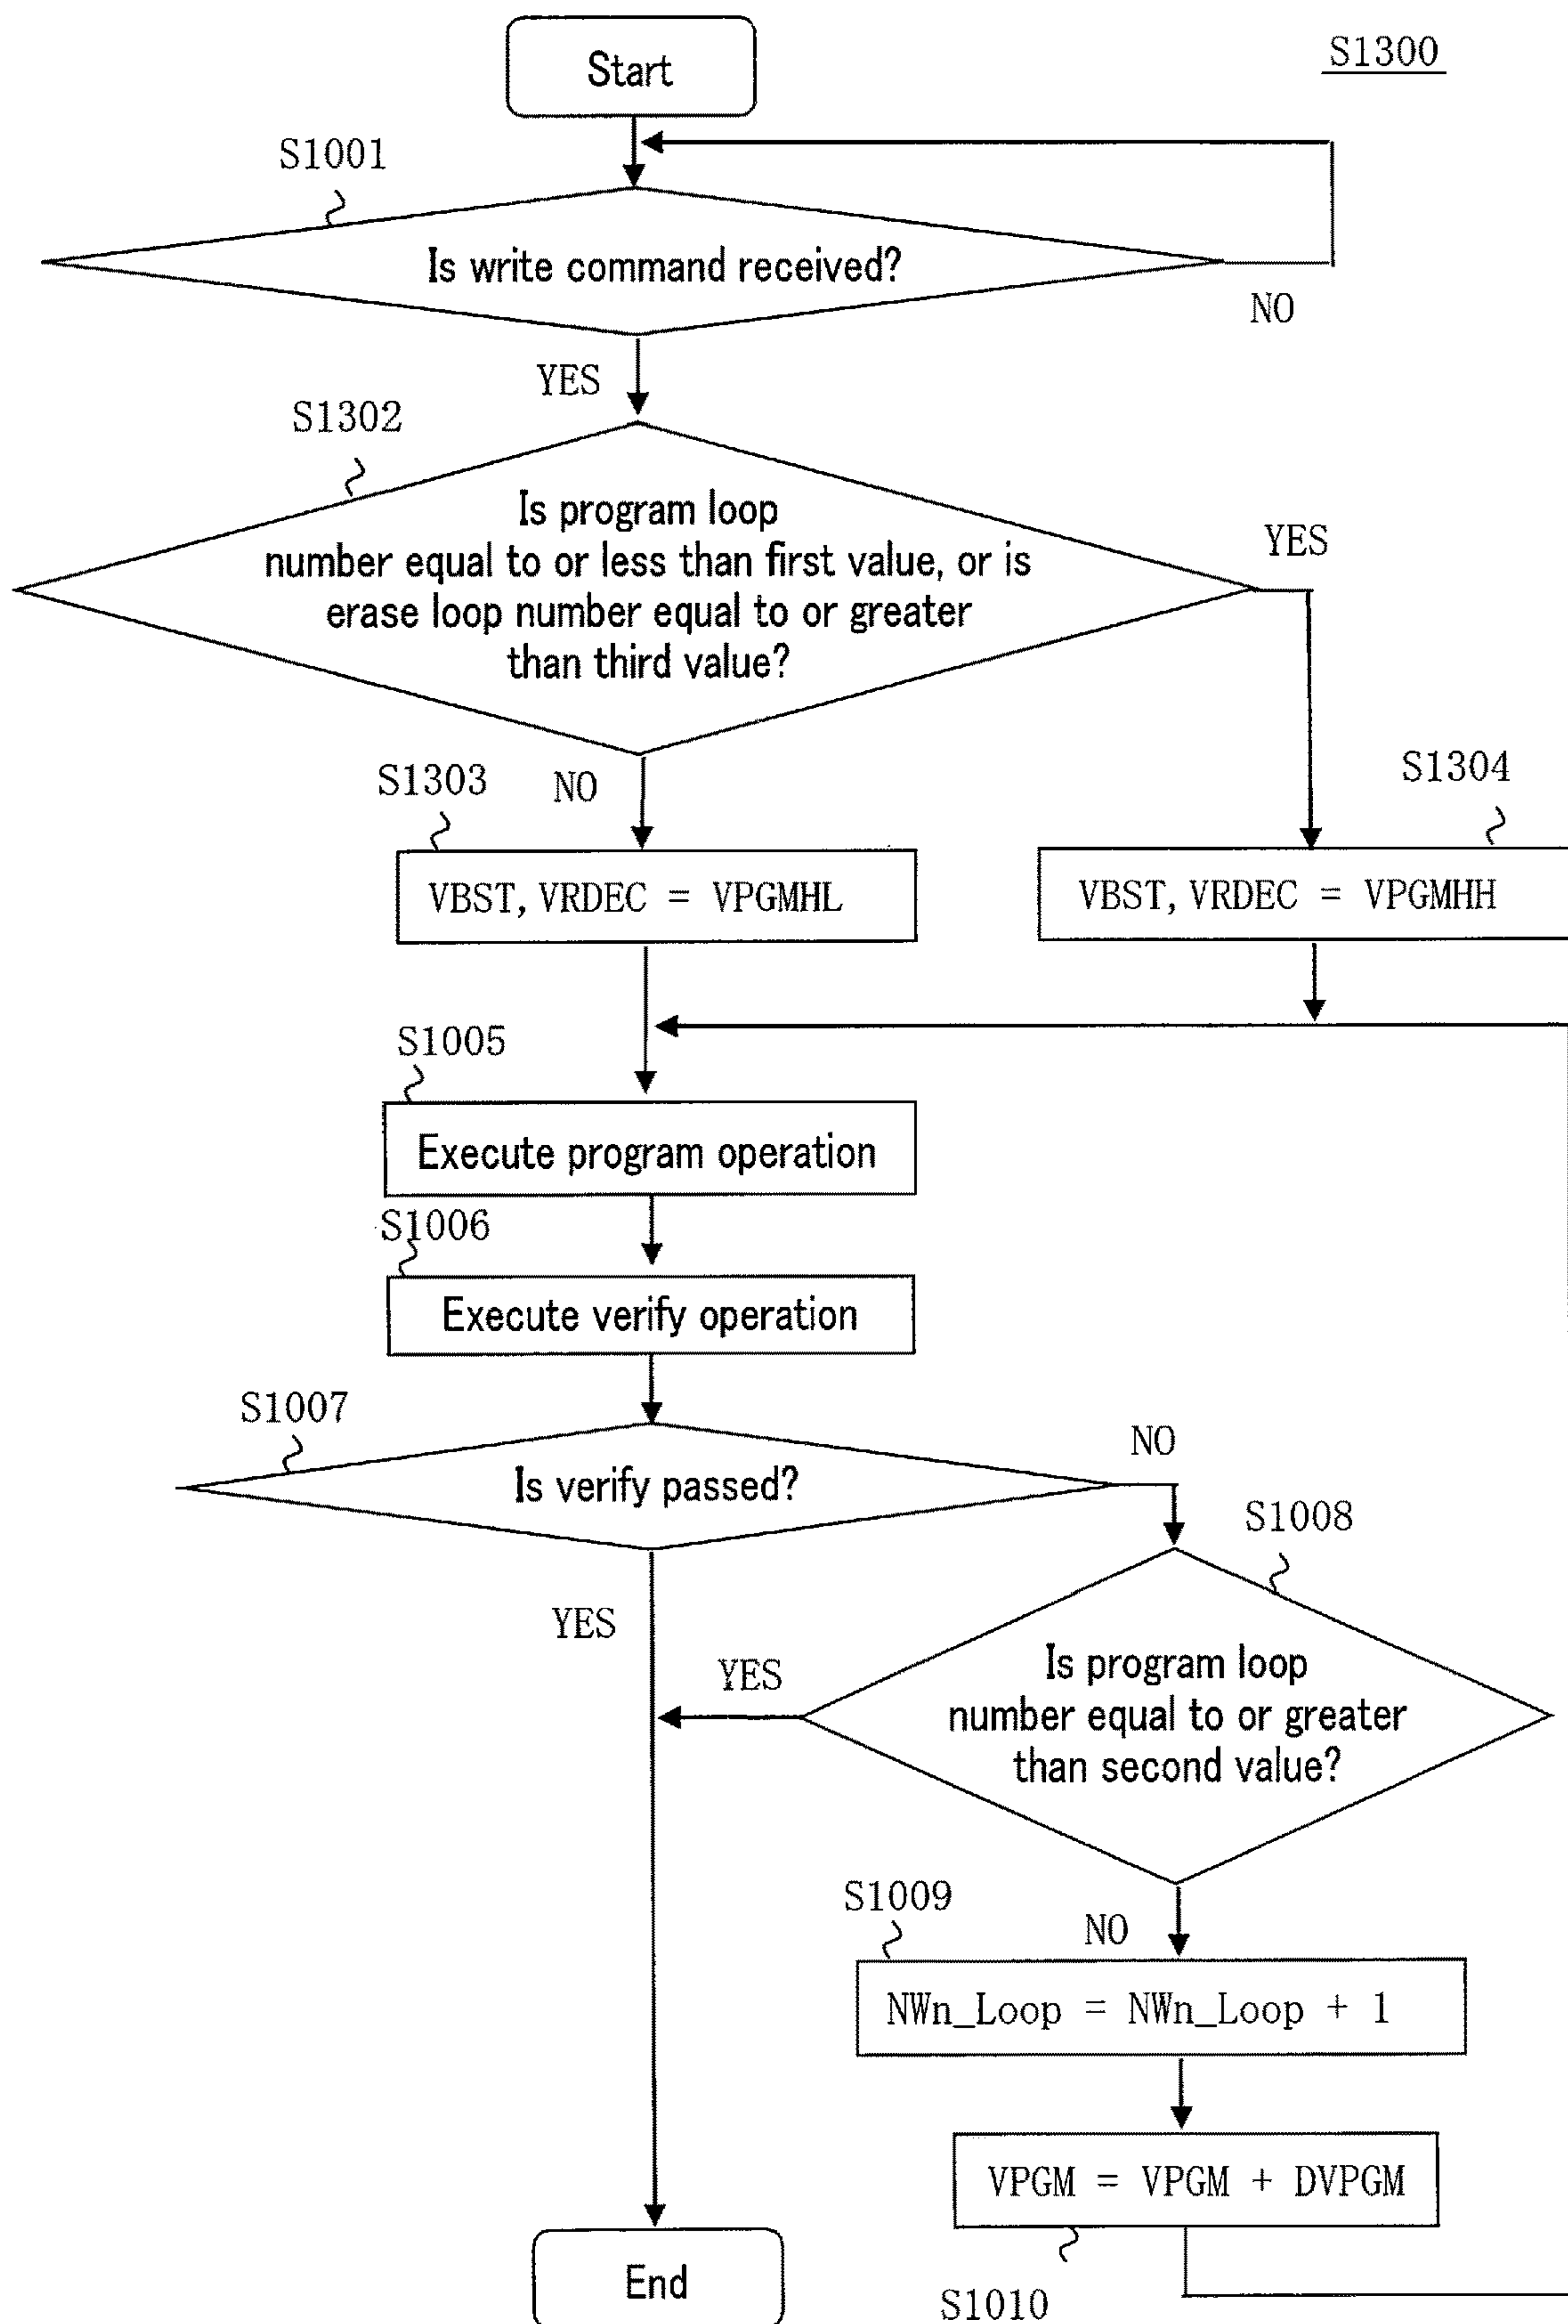 Start
S1300
S1001
Is write command received?
NO
YES
S1302
Is program loop
number equal to or less than first value, or is
erase loop number equal to or greater
than third value?
YES
S1303
NO
S1304
VBST, VRDEC = VPGMHL
VBST, VRDEC = VPGMHH
S1005
Execute program operation
S1006
Execute verify operation
S1007
Is verify passed?
NO
S1008
YES
YES
Is program loop
number equal to or greater
than second value?
S1009
NO
NWn_Loop = NWn_Loop + 1
VPGM = VPGM + DVPGM
End
S1010